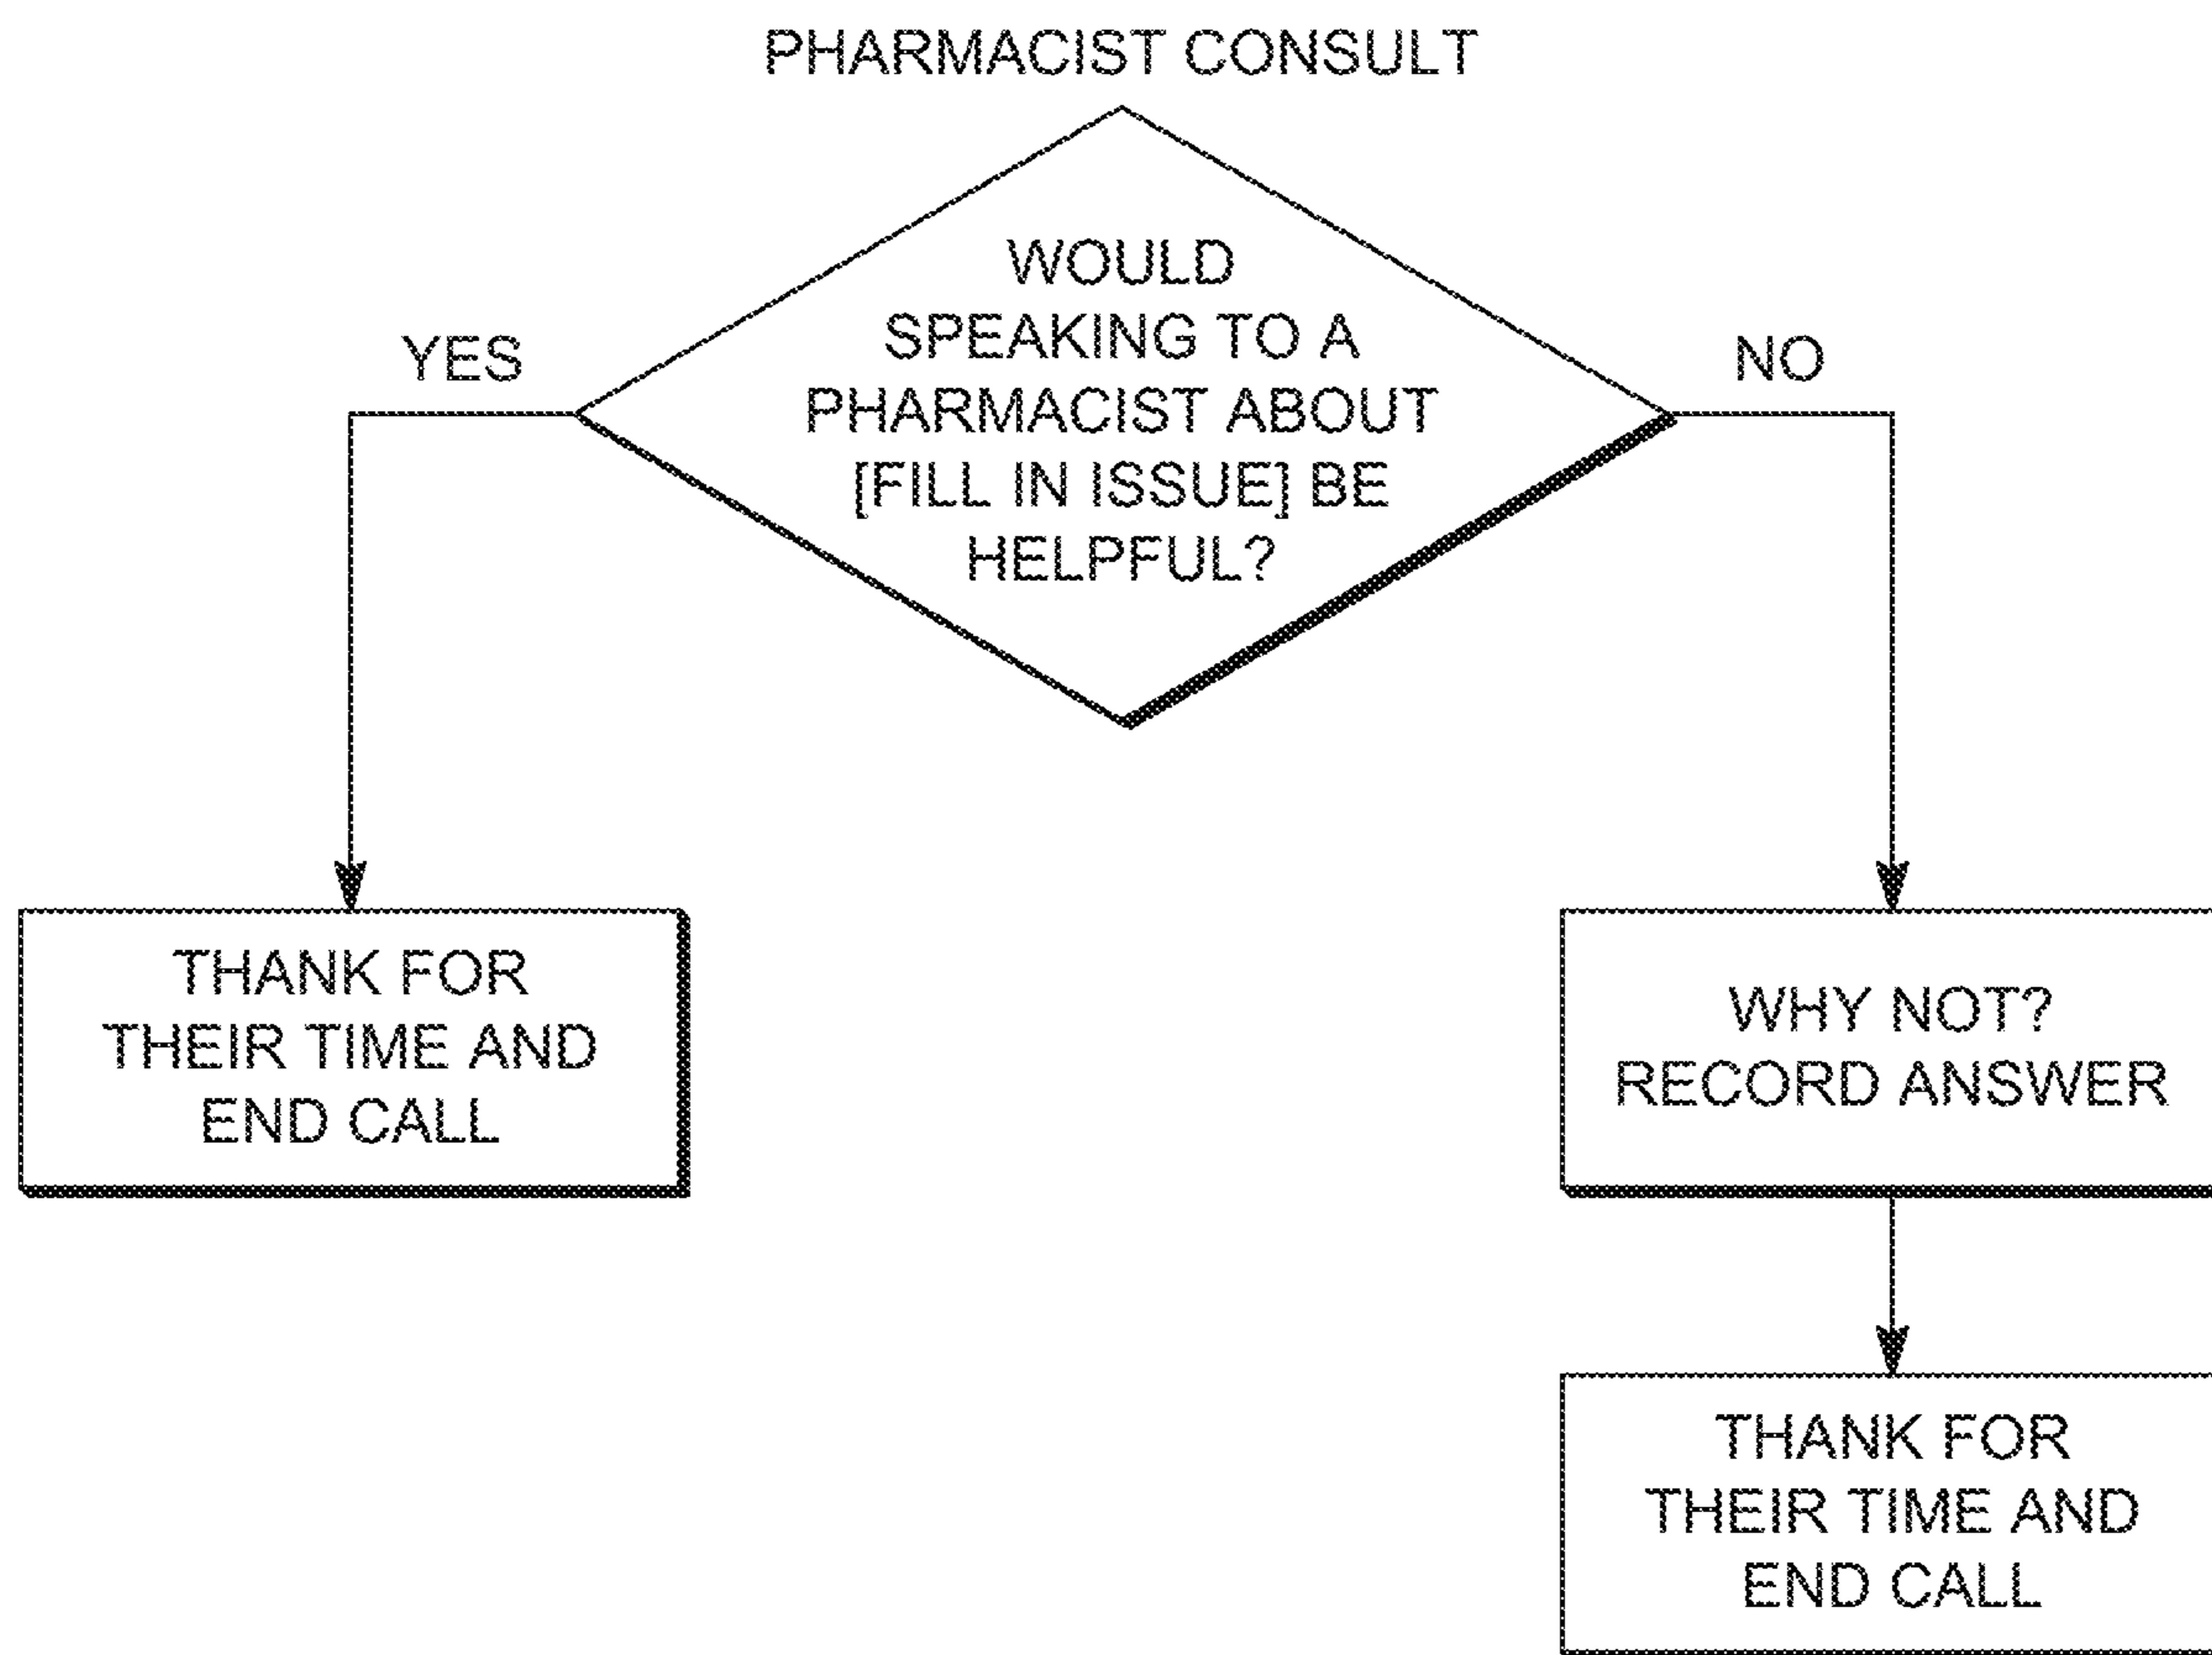 PHARMACIST CONSULT
WOULD
SPEAKING TO A
PHARMACIST ABOUT
[FILL IN ISSUE] BE
HELPFUL?
YES
NO
THANK FOR
THEIR TIME AND
END CALL
WHY NOT?
RECORD ANSWER
THANK FOR
THEIR TIME AND
END CALL